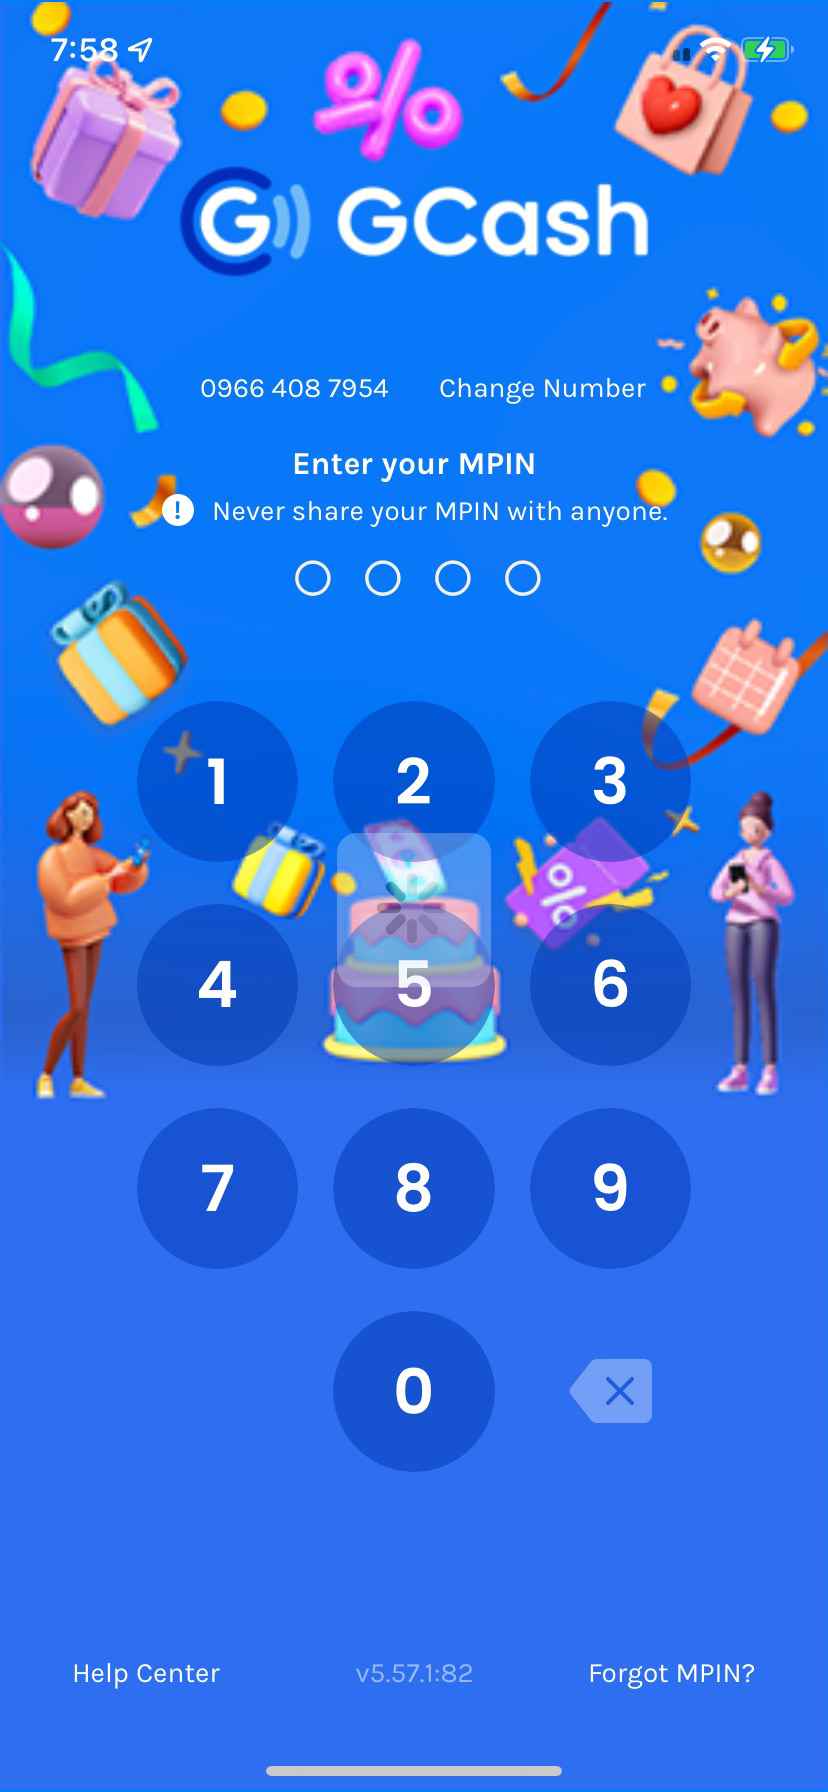 7:58
GCash
0966 408 7954 Change Number
Enter your MPIN
Never share your MPIN with anyone.
1 2 3
4 5 6
7 8 9
0
Help Center v5.57.1:82 Forgot MPIN?